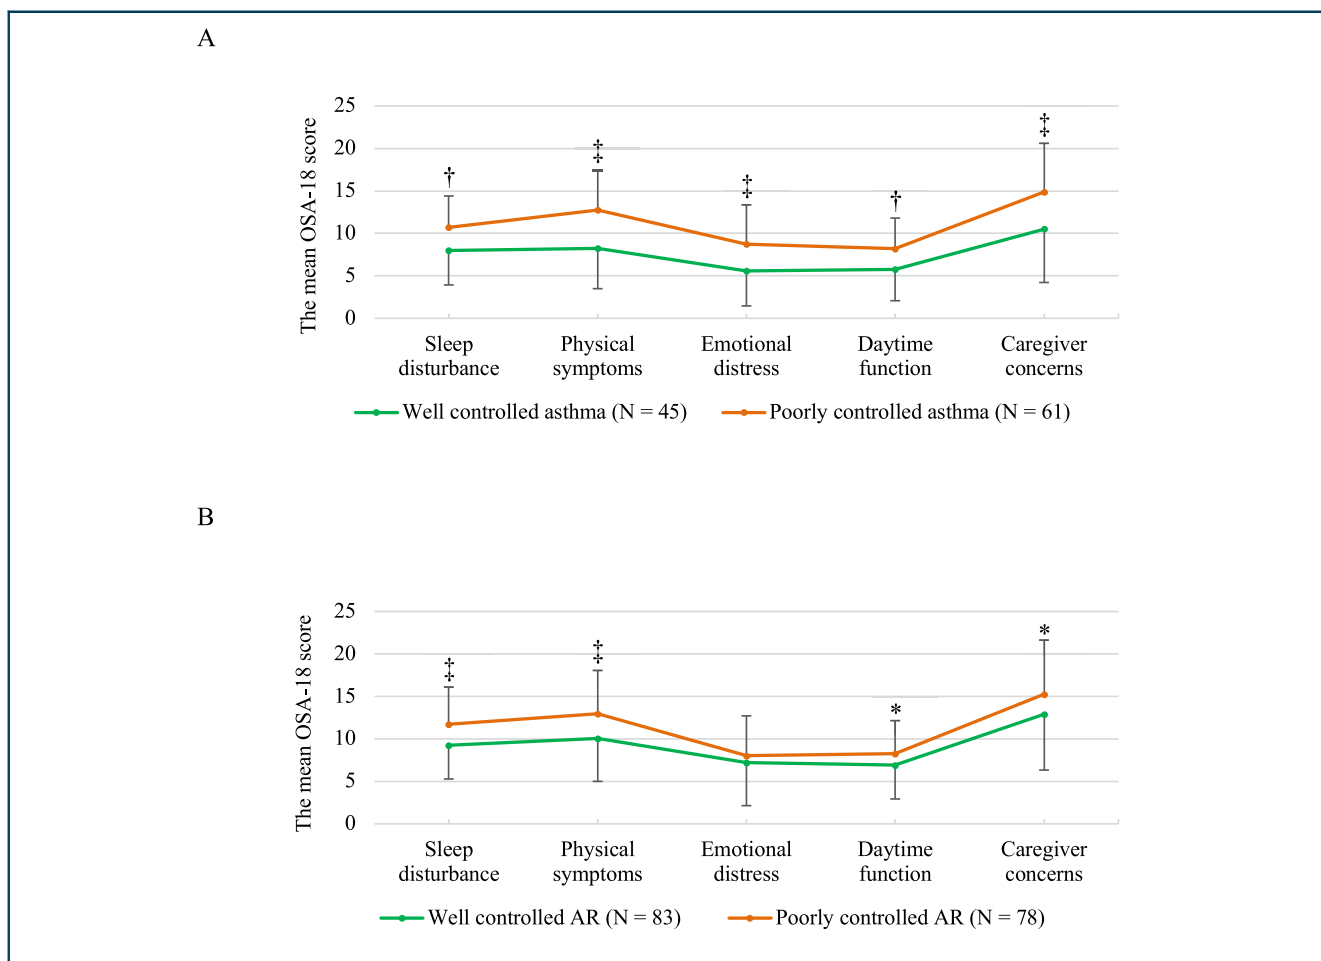 A
The mean OSA-18 score
25
20
15
10
5
0
† ‡ ‡ † ‡
Sleep disturbance
Physical symptoms
Emotional distress
Daytime function
Caregiver concerns
Well controlled asthma (N = 45) Poorly controlled asthma (N = 61)
B
The mean OSA-18 score
25
20
15
10
5
0
‡ ‡ * *
Sleep disturbance
Physical symptoms
Emotional distress
Daytime function
Caregiver concerns
Well controlled AR (N = 83) Poorly controlled AR (N = 78)